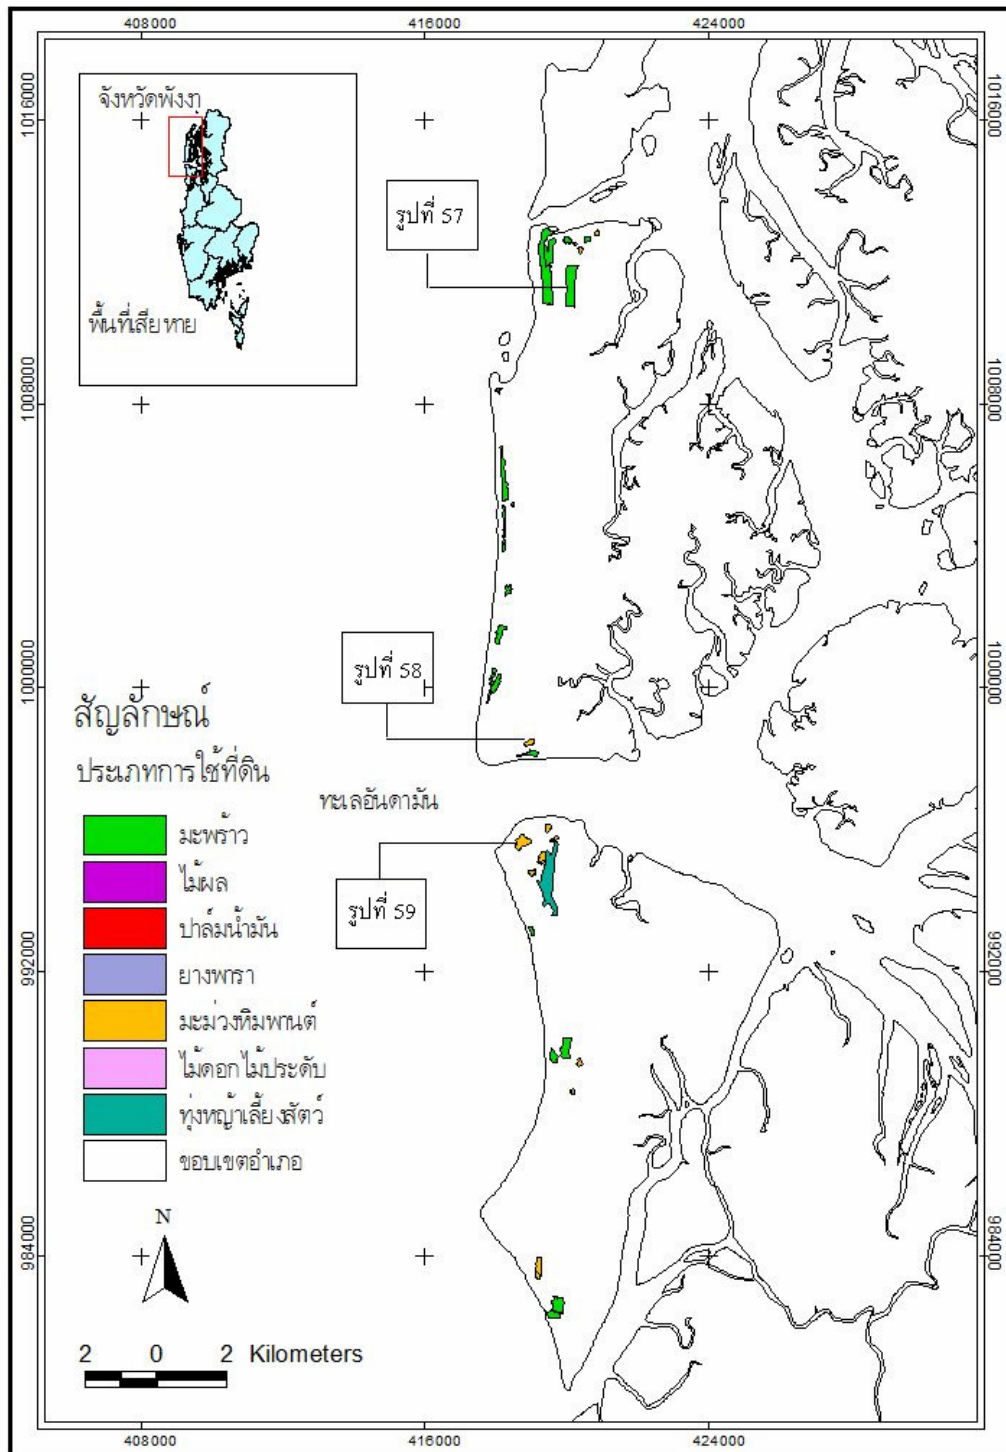 408000
416000
424000
จังหวัดพังงา
พื้นที่เสียหาย
รูปที่ 57
1016000
1016000
1008000
1008000
รูปที่ 58
1000000
1000000
สัญลักษณ์
ประเภทการใช้ที่ดิน
มะพร้าว
ไม้ผล
ปาล์มน้ำมัน
ยางพารา
มะม่วงหิมพานต์
ไม้ดอกไม้ประดับ
ทุ่งหญ้าเลี้ยงสัตว์
ขอบเขตอำเภอ
ทะเลอันดามัน
รูปที่ 59
992000
992000
984000
984000
N
2 0 2 Kilometers
408000
416000
424000